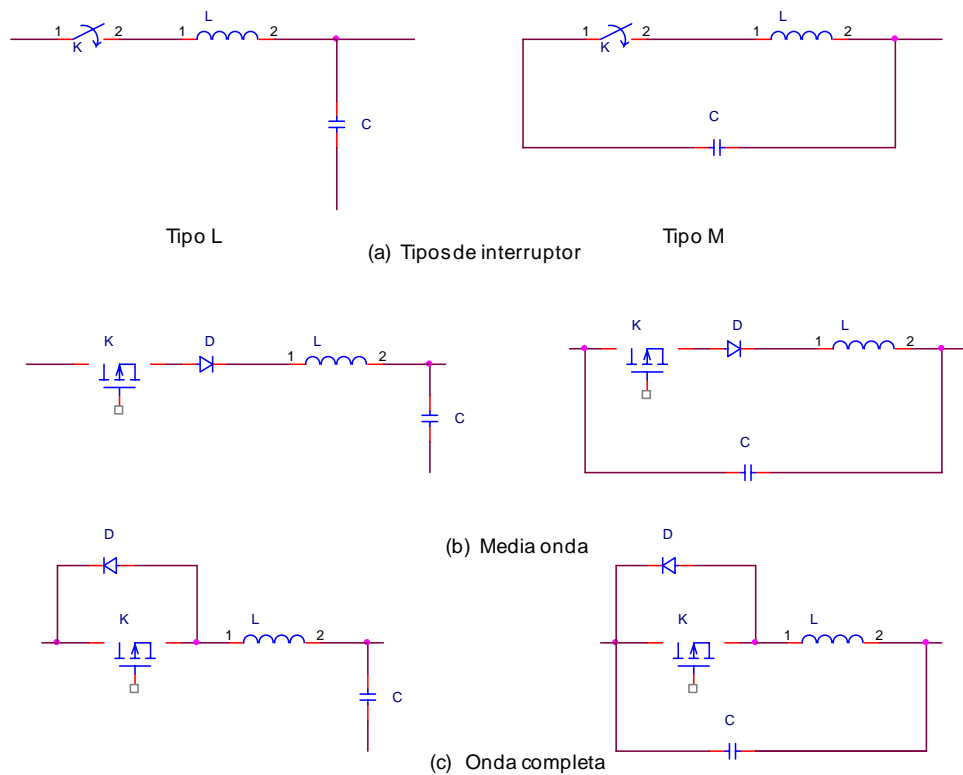 L
K
1 2 1 2
C
L
K
1 2 1 2
C
Tipo L
Tipo M
(a) Tipos de interruptor
K D L
1 2
C
K D L
1 2
C
(b) Media onda
D
K L
1 2
C
D
K L
1 2
C
(c) Onda completa